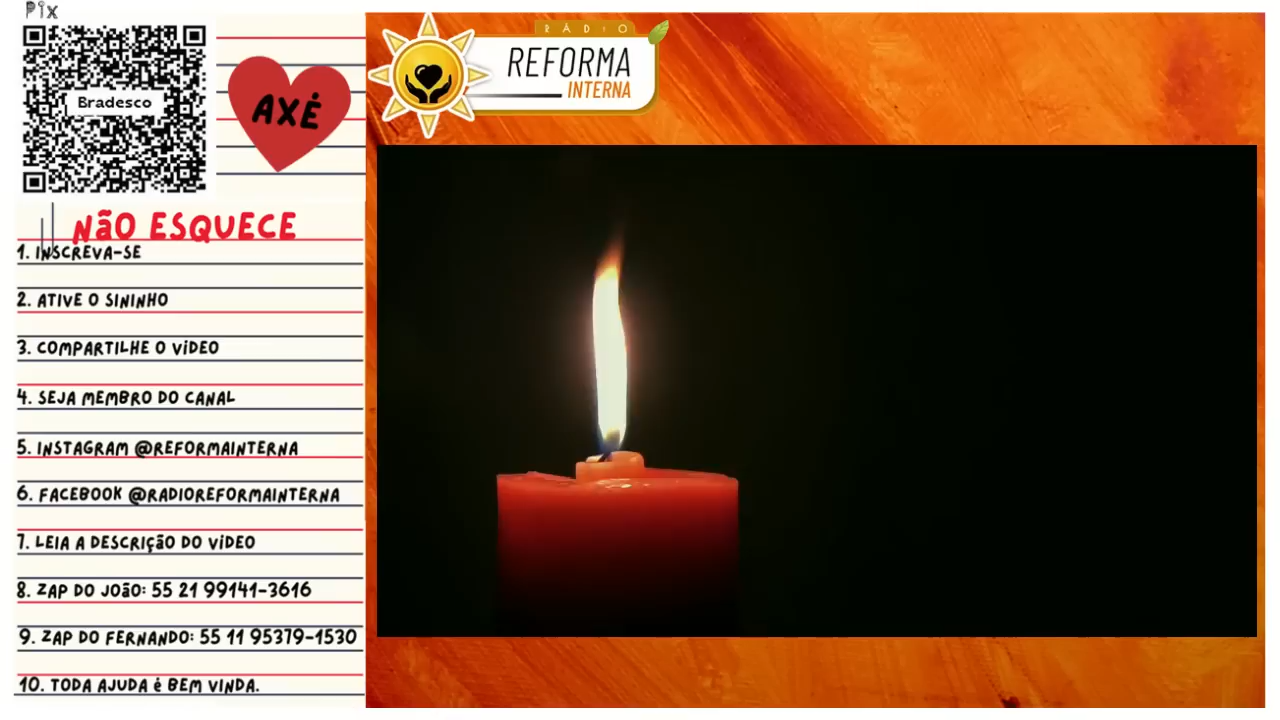 Pix
Bradesco
AXÉ
NãO ESQUECE
1. INSCREVA-SE
2. ATIVE O SININHO
3. COMPARTILHE O VíDEO
4. SEJA MEMBRO DO CANAL
5. INSTAGRAM @REFORMAINTERNA
6. FACEBOOK @RADIOREFORMAINTERNA
7. LEIA A DESCRIÇãO DO VíDEO
8. ZAP DO JOãO: 55 21 99141-3616
9. ZAP DO FERNANDO: 55 11 95379-1530
10. TODA AJUDA é BEM VINDA.
RÁDIO
REFORMA
INTERNA